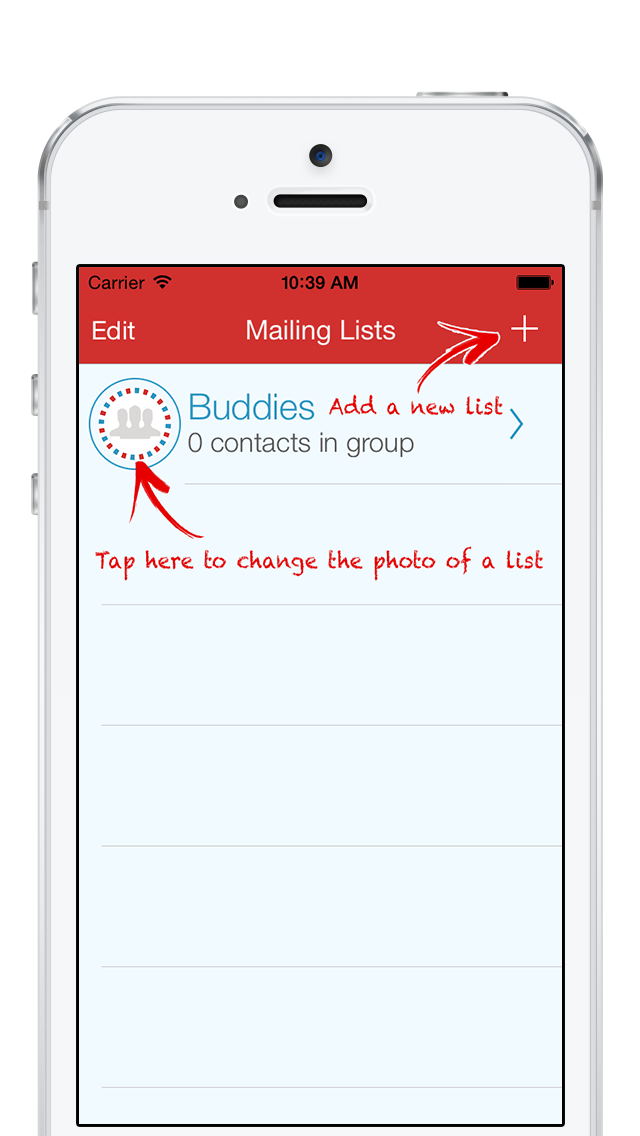 Carrier 10:39 AM
Edit Mailing Lists +
Buddies Add a new list
0 contacts in group
Tap here to change the photo of a list